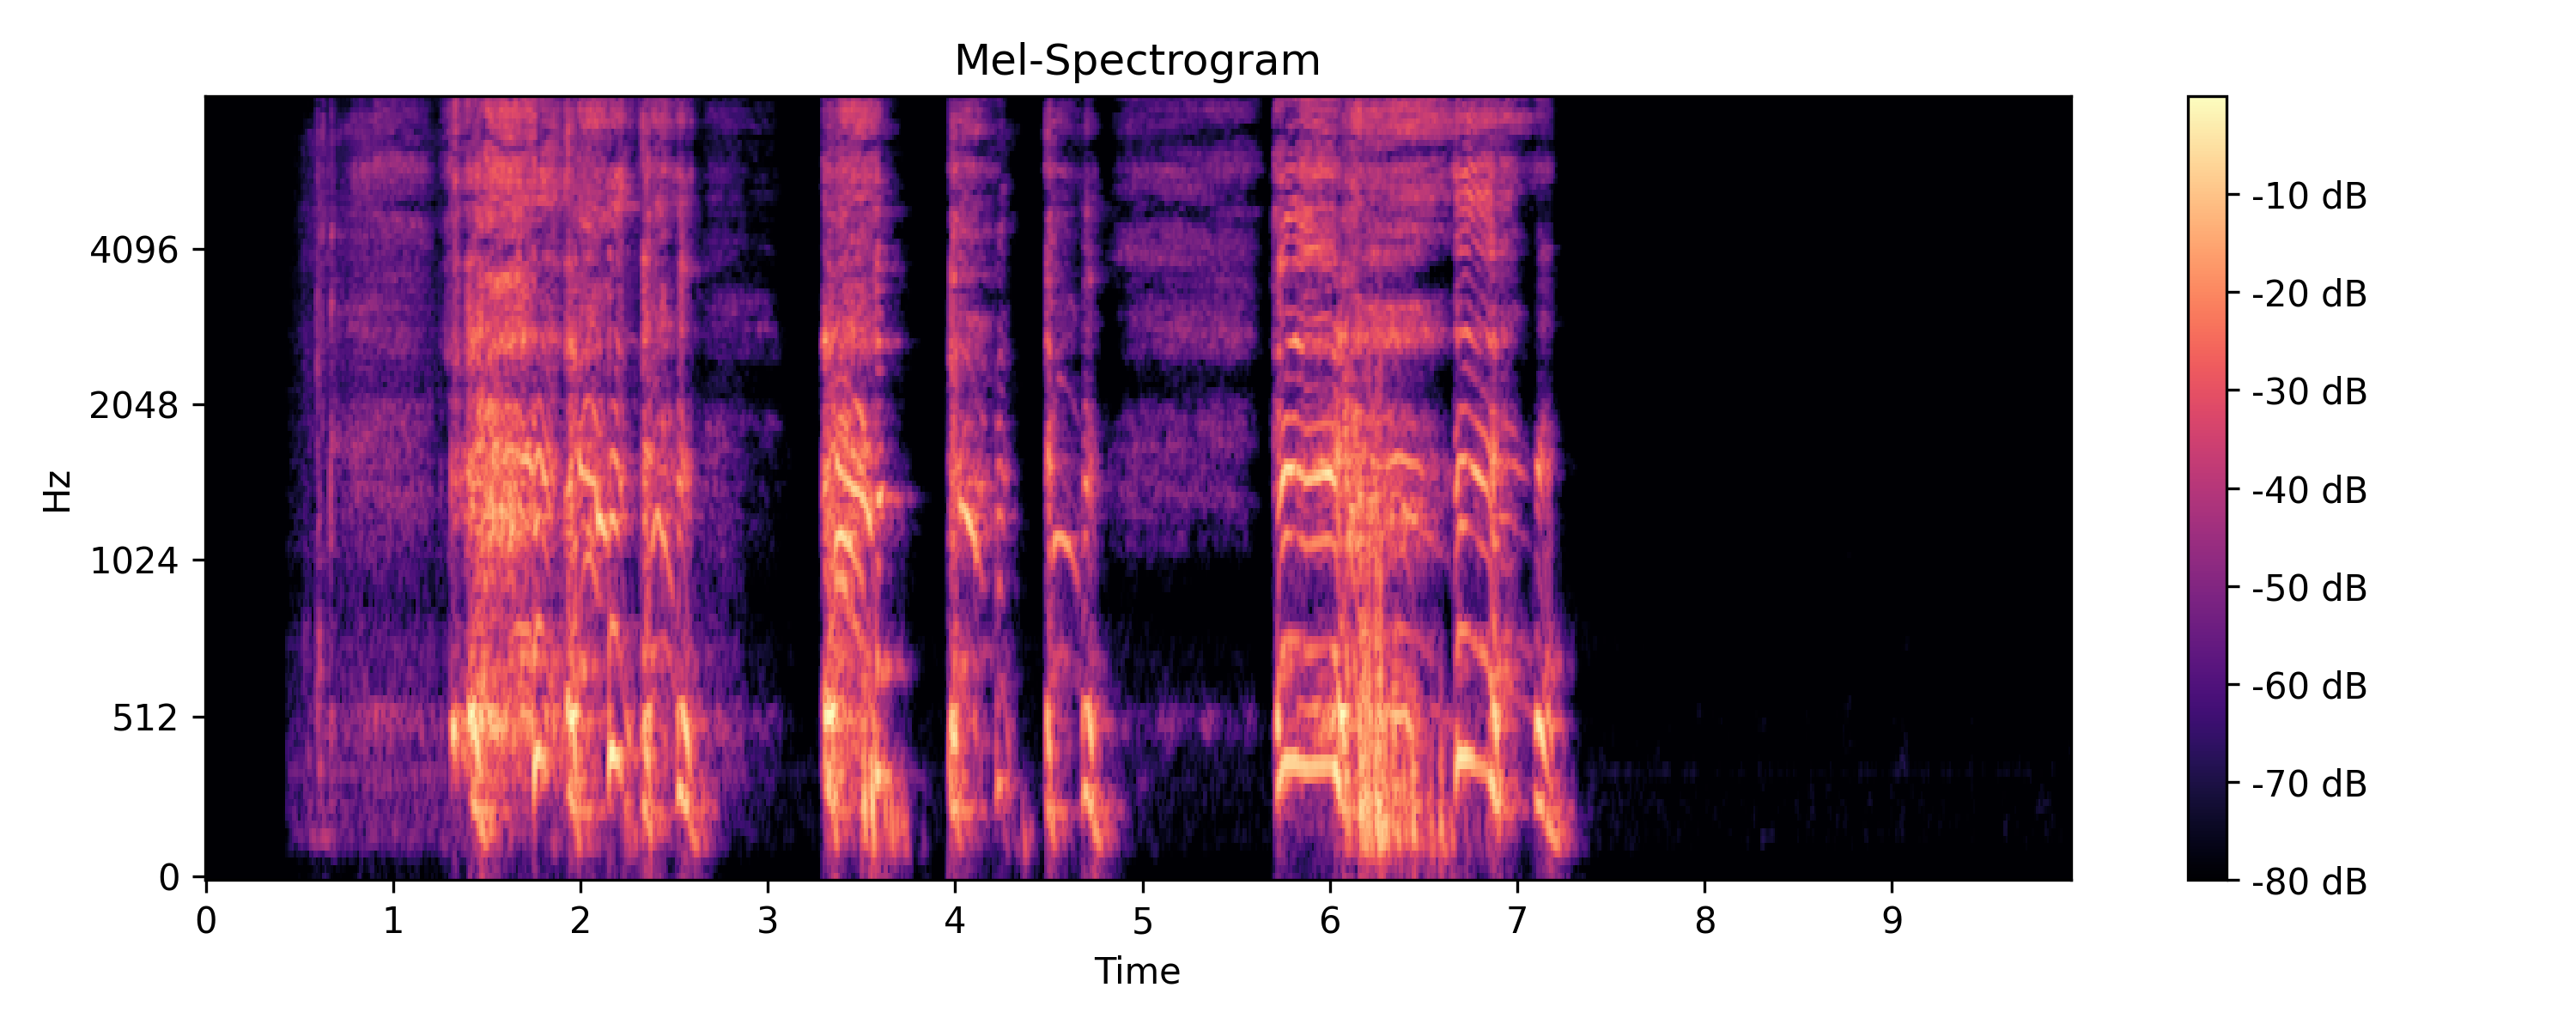 Mel-Spectrogram
Hz
4096
2048
1024
512
0
0 1 2 3 4 5 6 7 8 9
Time
-10 dB
-20 dB
-30 dB
-40 dB
-50 dB
-60 dB
-70 dB
-80 dB